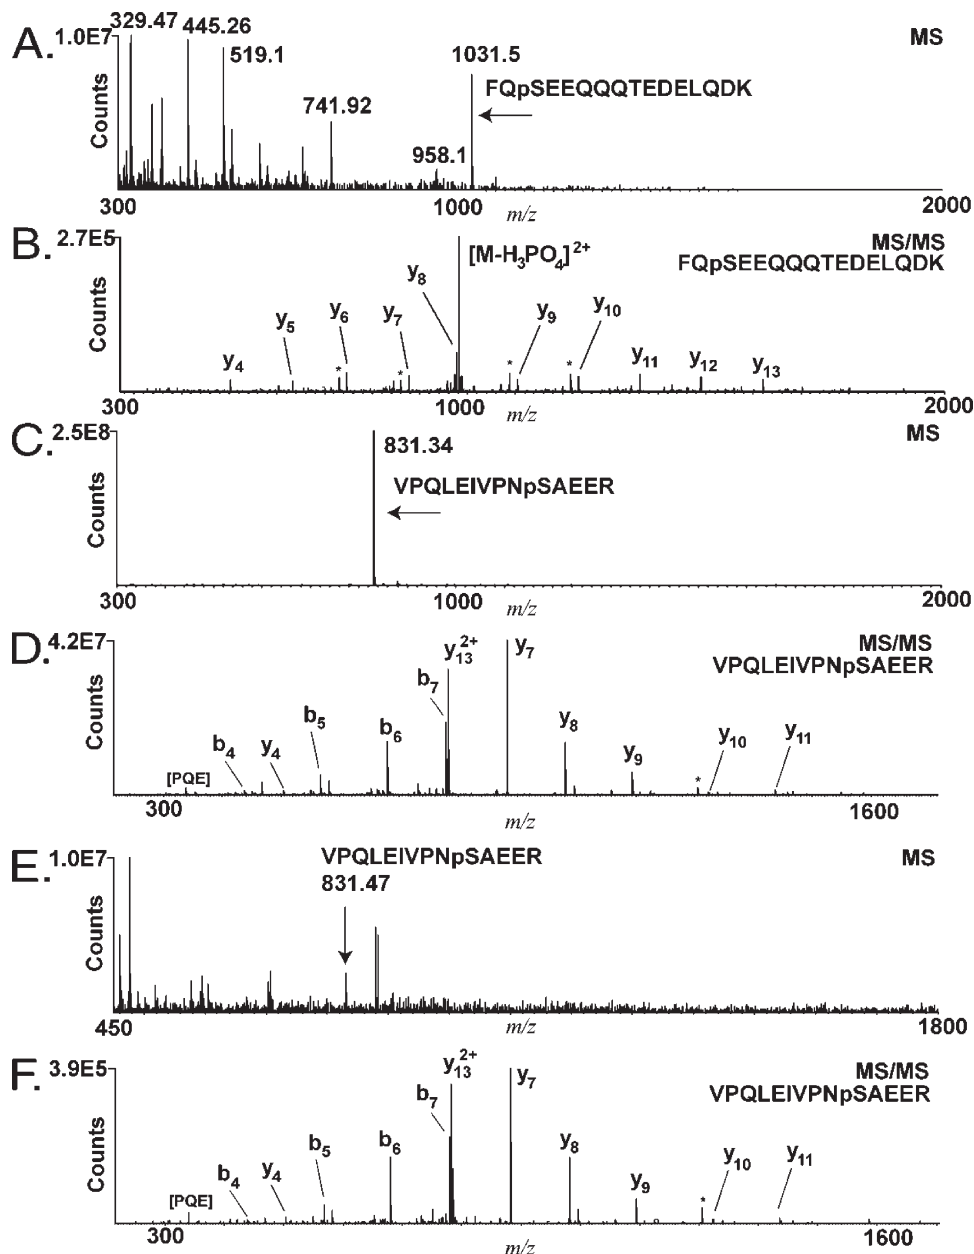 A.
1.0E7
329.47
445.26
519.1
741.92
958.1
1031.5
FQpSEEQQQTEDELQDK
MS
Counts
300
1000
2000
m/z
B.
2.7E5
MS/MS
FQpSEEQQQTEDELQDK
[M-H3PO4]2+
y4
y5
y6
*
y7
*
y8
*
y9
*
y10
y11
y12
y13
Counts
300
1000
2000
m/z
C.
2.5E8
MS
831.34
VPQLEIVPNpSAEER
Counts
300
1000
2000
m/z
D.
4.2E7
MS/MS
VPQLEIVPNpSAEER
[PQE]
b4
y4
b5
b6
b7
y13 2+
y7
y8
y9
*
y10
y11
Counts
300
1600
m/z
E.
1.0E7
VPQLEIVPNpSAEER
831.47
MS
Counts
450
1800
m/z
F.
3.9E5
MS/MS
VPQLEIVPNpSAEER
[PQE]
b4
y4
b5
b6
b7
y13 2+
y7
y8
y9
*
y10
y11
Counts
300
1600
m/z